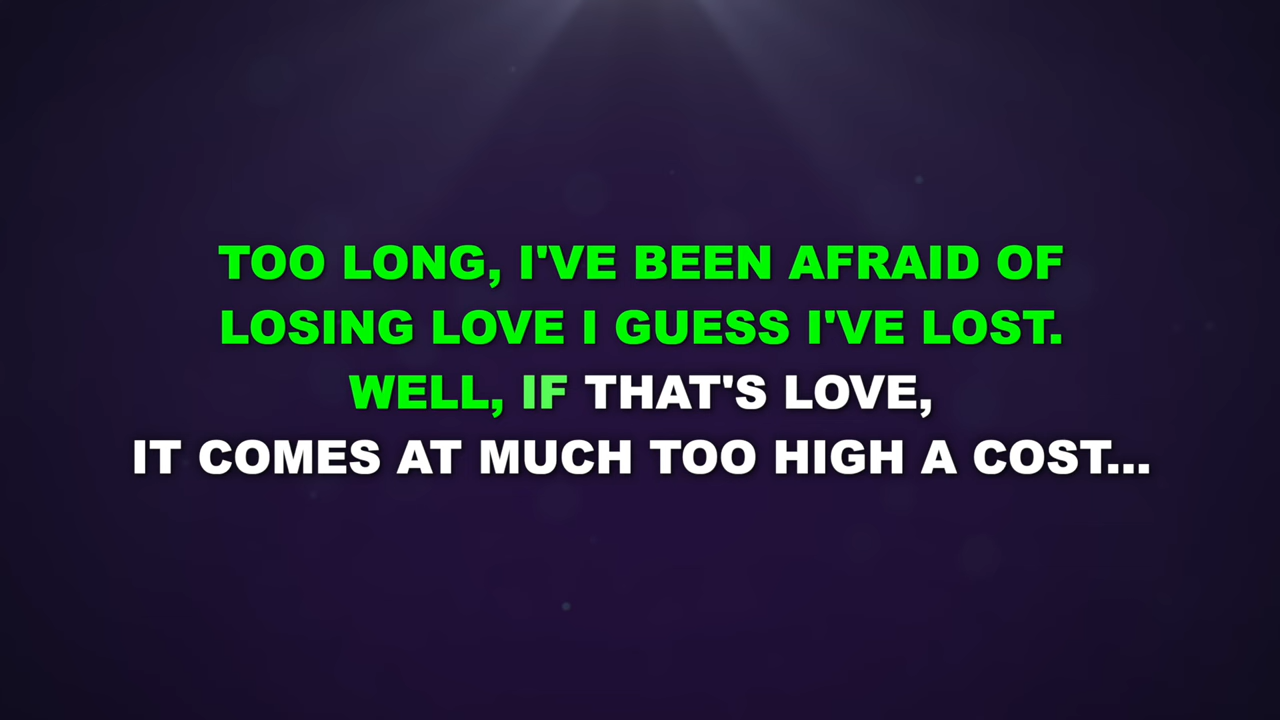 TOO LONG, I'VE BEEN AFRAID OF
LOSING LOVE I GUESS I'VE LOST.
WELL, IF THAT'S LOVE,
IT COMES AT MUCH TOO HIGH A COST...